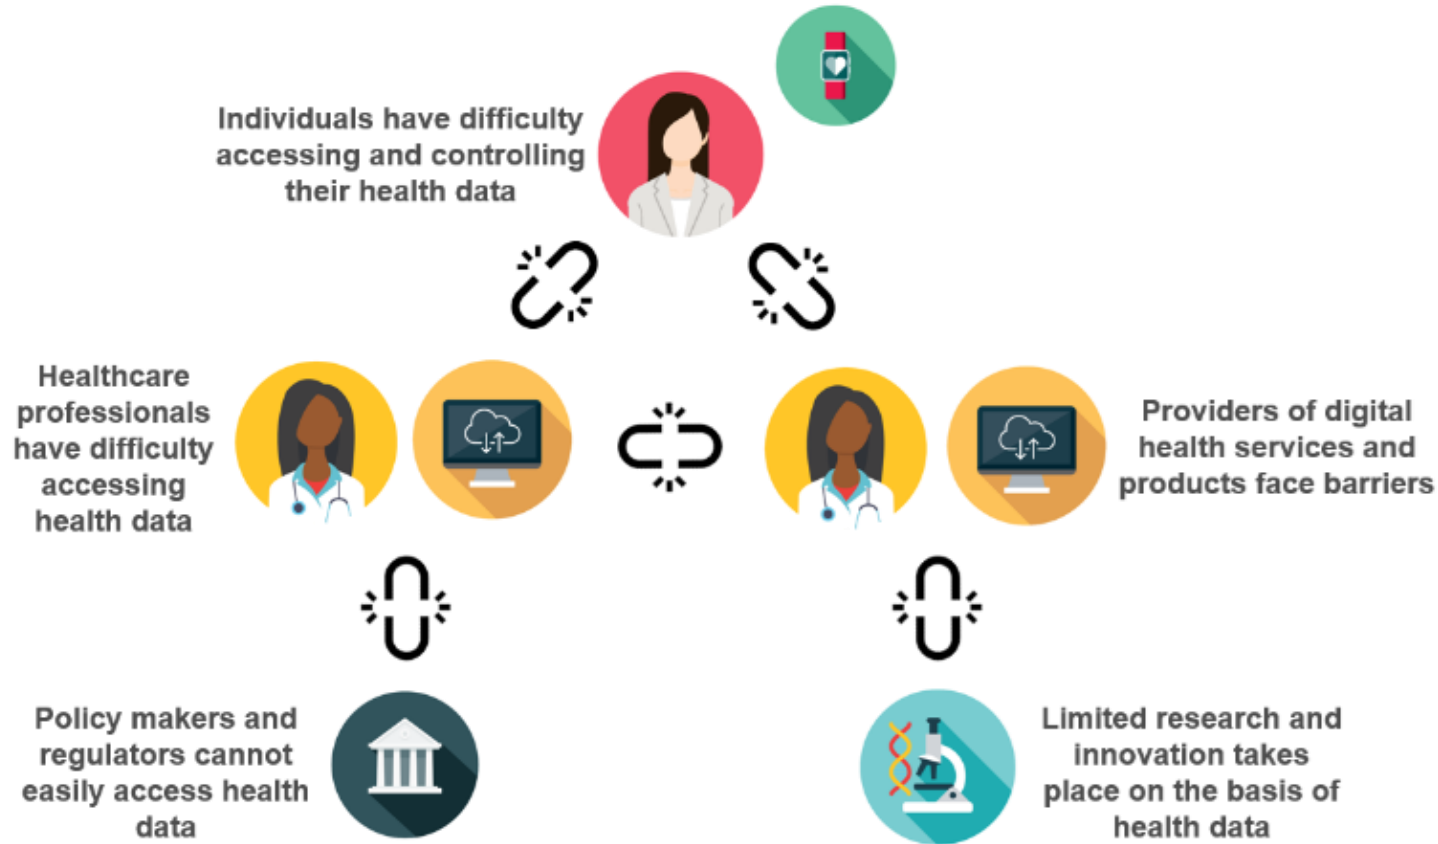 Individuals have difficulty
accessing and controlling
their health data
Healthcare
professionals
have difficulty
accessing
health data
Providers of digital
health services and
products face barriers
Policy makers and
regulators cannot
easily access health
data
Limited research and
innovation takes
place on the basis of
health data